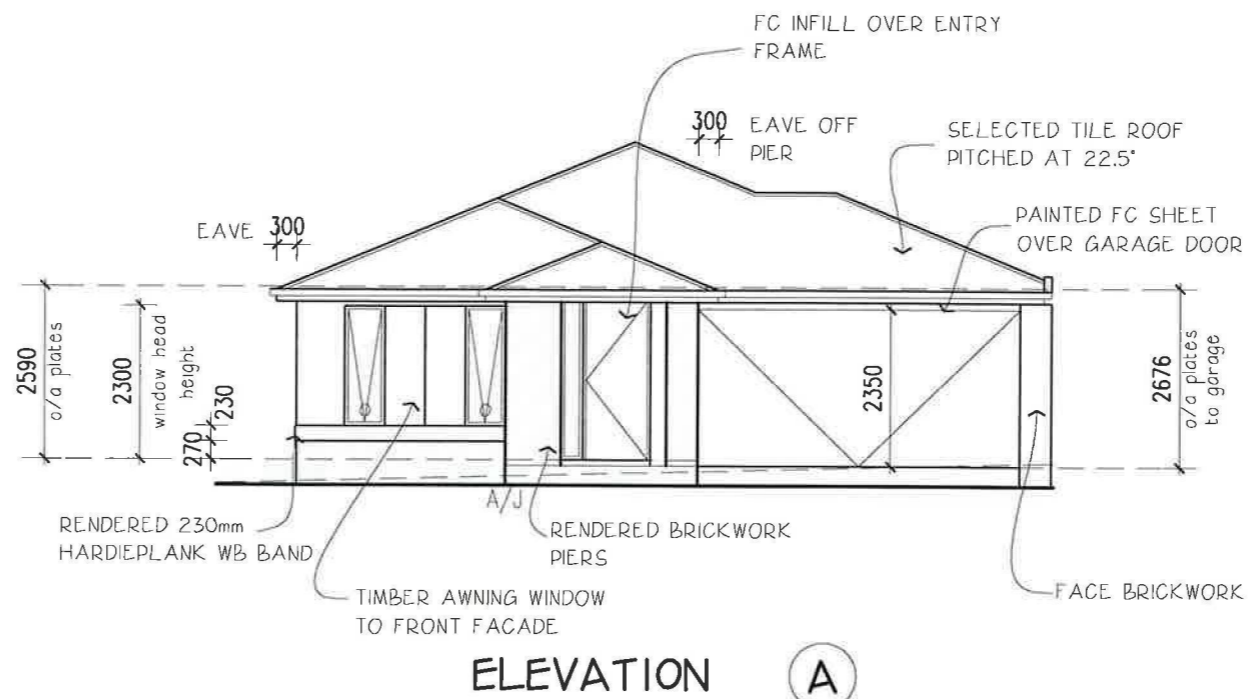 FC INFILL OVER ENTRY
FRAME
300
EAVE OFF
PIER
SELECTED TILE ROOF
PITCHED AT 22.5°
EAVE 300
PAINTED FC SHEET
OVER GARAGE DOOR
2590
o/a plates
2300
window head
height
230
270
2350
2676
o/a plates
to garage
A/J
RENDERED 230mm
HARDIEPLANK WB BAND
RENDERED BRICKWORK
PIERS
TIMBER AWNING WINDOW
TO FRONT FACADE
FACE BRICKWORK
ELEVATION A